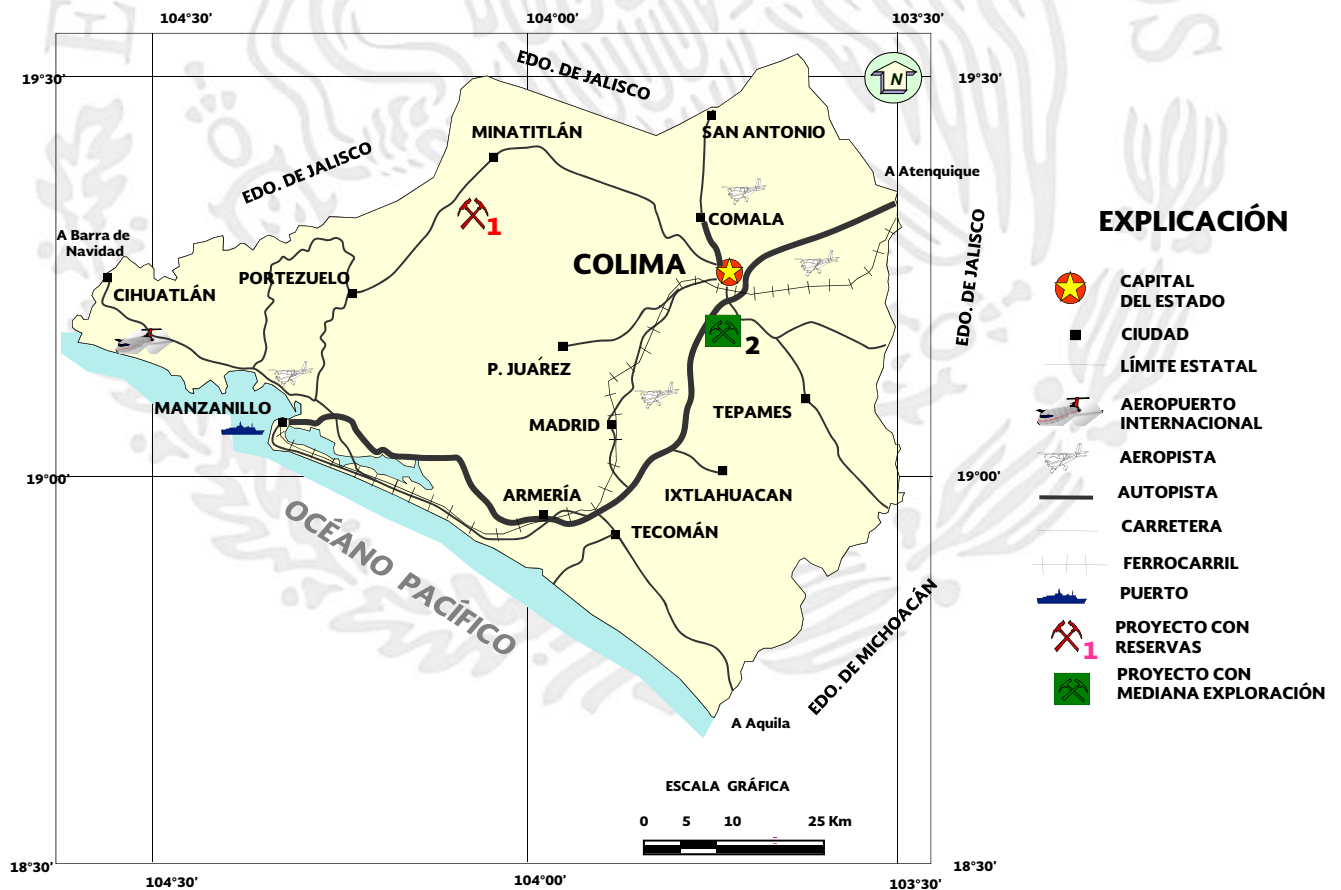 104°30’
104°00’
103°30’
19°30’
19°30’
EDO. DE JALISCO
N
MINATITLÁN
SAN ANTONIO
EDO. DE JALISCO
A Atenquique
1
COMALA
EDO. DE JALISCO
A Barra de
Navidad
COLIMA
PORTEZUELO
CIHUATLÁN
2
P. JUÁREZ
MANZANILLO
TEPAMES
MADRID
19°00’
19°00’
ARMERÍA
IXTLAHUACAN
TECOMÁN
OCÉANO PACÍFICO
EDO. DE MICHOACÁN
A Aquila
ESCALA GRÁFICA
0 5 10 25 Km
18°30’
18°30’
104°30’
104°00’
103°30’
EXPLICACIÓN
CAPITAL
DEL ESTADO
CIUDAD
LÍMITE ESTATAL
AEROPUERTO
INTERNACIONAL
AEROPISTA
AUTOPISTA
CARRETERA
FERROCARRIL
PUERTO
1
PROYECTO CON
RESERVAS
PROYECTO CON
MEDIANA EXPLORACIÓN